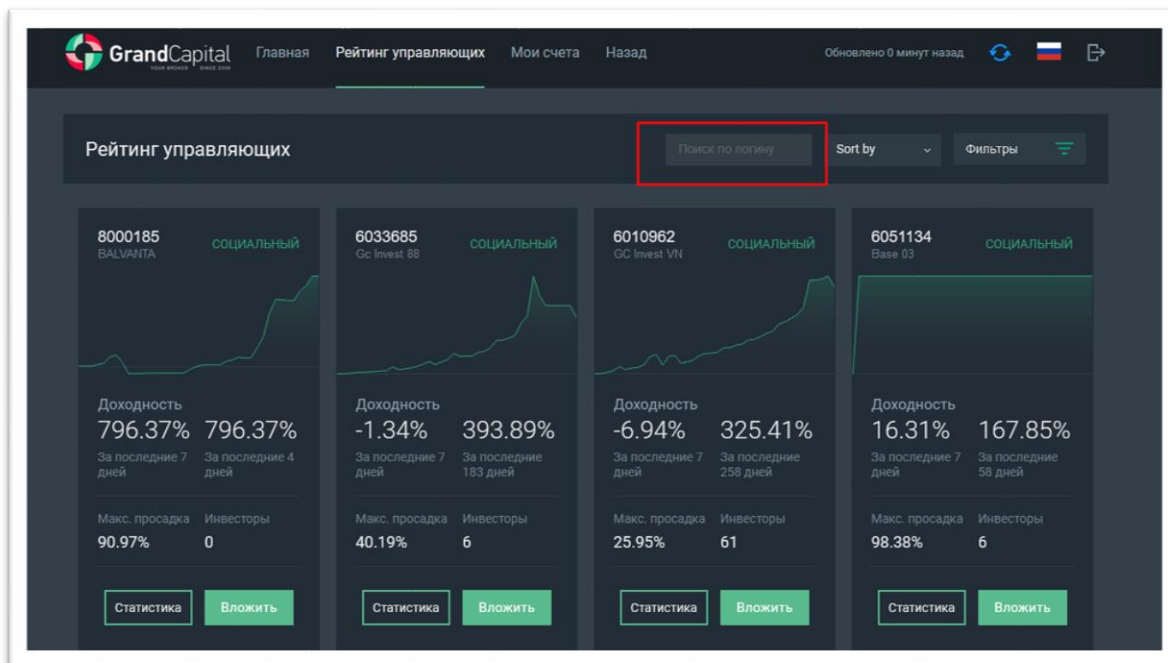 GrandCapital
YOUR BROKER SINCE 2006
Главная Рейтинг управляющих Мои счета Назад
Обновлено 0 минут назад
Рейтинг управляющих
Поиск по логину
Sort by
Фильтры
8000185
BALVANTA
СОЦИАЛЬНЫЙ
Доходность
796.37% 796.37%
За последние 7 За последние 4
дней дней
Макс. просадка Инвесторы
90.97% 0
Статистика Вложить
6033685
Gc Invest 88
СОЦИАЛЬНЫЙ
Доходность
-1.34% 393.89%
За последние 7 За последние
дней 183 дней
Макс. просадка Инвесторы
40.19% 6
Статистика Вложить
6010962
GC Invest VN
СОЦИАЛЬНЫЙ
Доходность
-6.94% 325.41%
За последние 7 За последние
дней 258 дней
Макс. просадка Инвесторы
25.95% 61
Статистика Вложить
6051134
Base 03
СОЦИАЛЬНЫЙ
Доходность
16.31% 167.85%
За последние 7 За последние
дней 58 дней
Макс. просадка Инвесторы
98.38% 6
Статистика Вложить